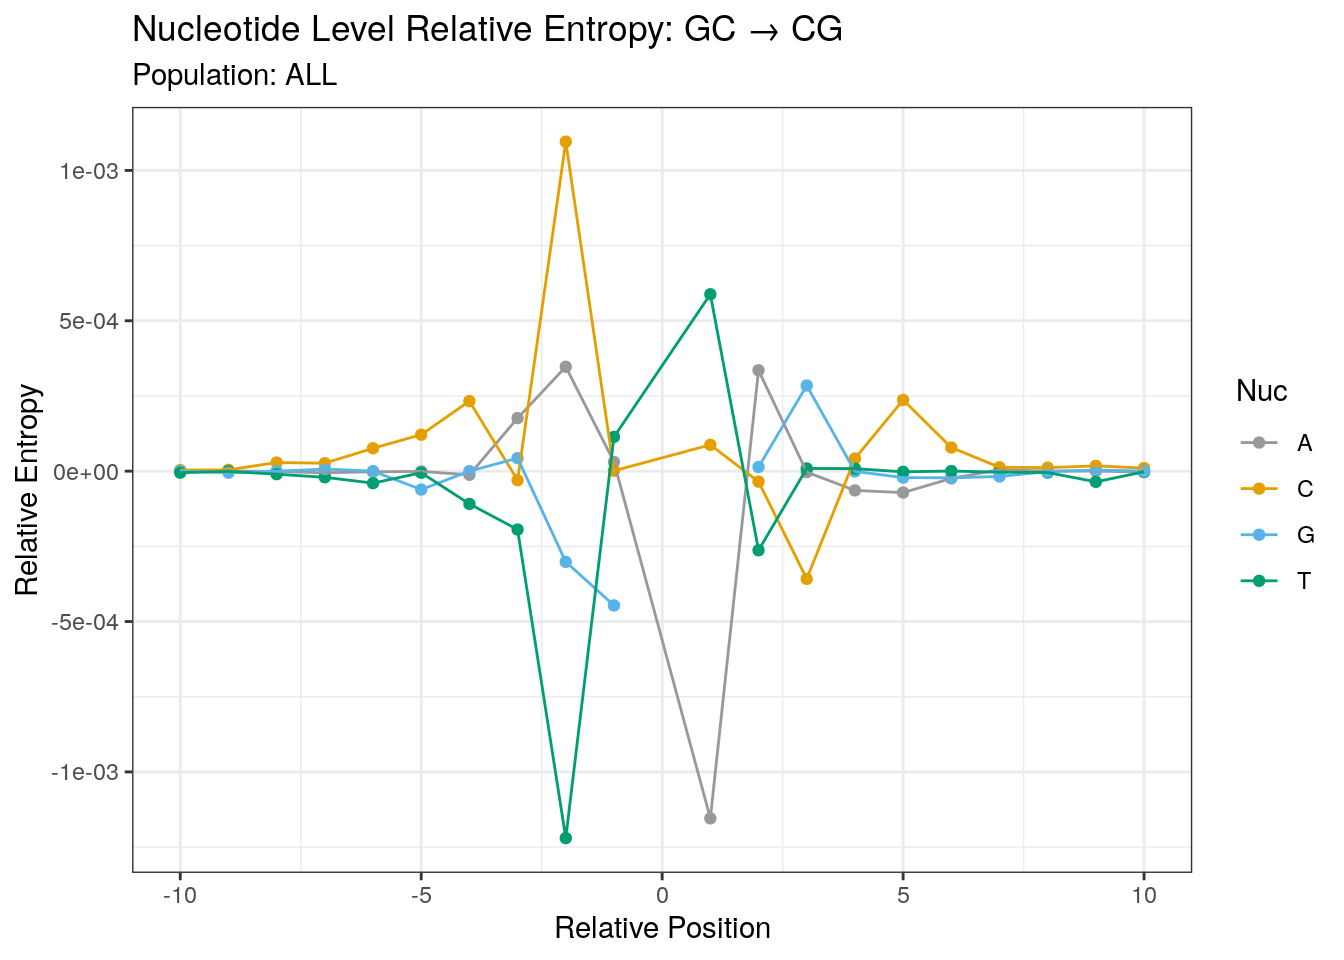 Nucleotide Level Relative Entropy: GC → CG
Population: ALL
1e-03
5e-04
0e+00
-5e-04
-1e-03
Relative Entropy
-10
-5
0
5
10
Relative Position
Nuc
A
C
G
T